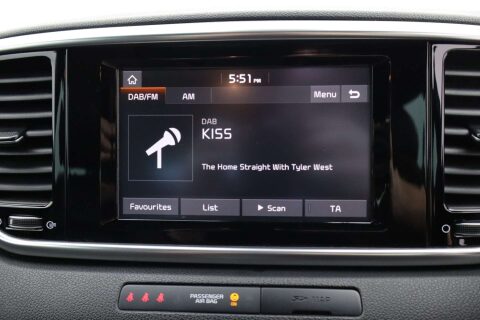 5:51 PM
DAB/FM AM Menu
DAB
KISS
The Home Straight With Tyler West
Favourites List Scan TA
PASSENGER
AIR BAG ON